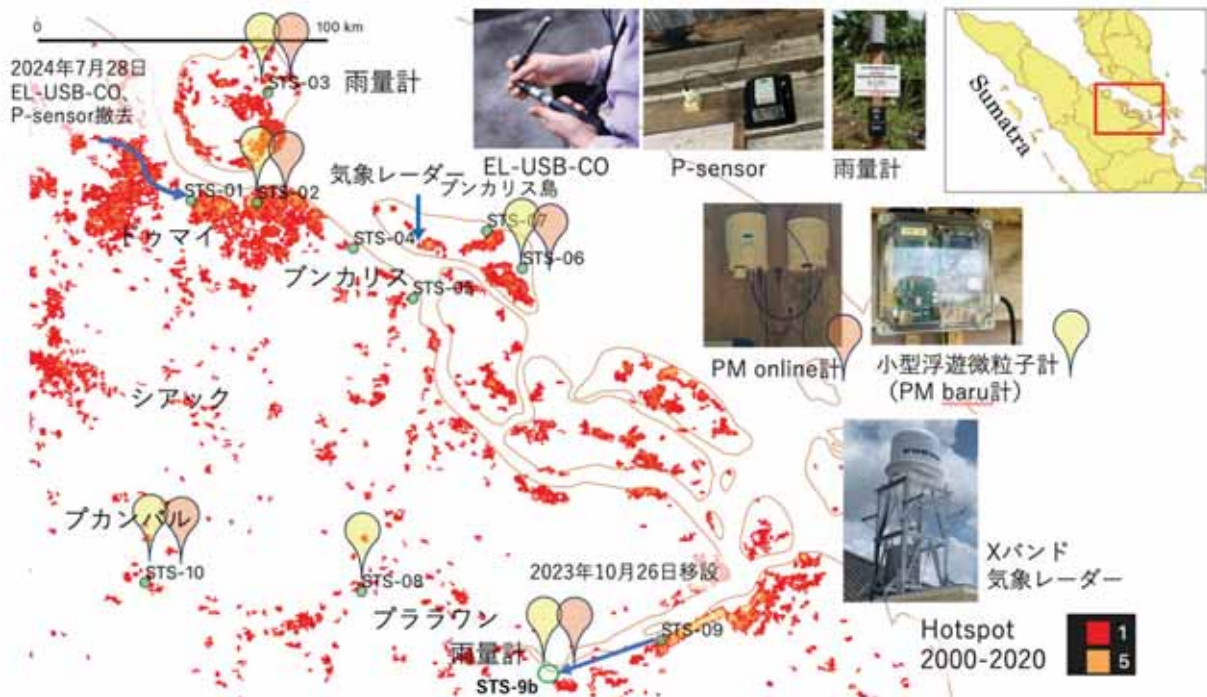 0
100 km
2024年7月28日
EL-USB-CO、
P-sensor撤去
STS-03
雨量計
EL-USB-CO
P-sensor
雨量計
Sumatra
STS-01
STS-02
気象レーダー
ブンカリス島
STS-07
STS-04
STS-06
トゥマイ
ブンカリス
STS-05
PM online計
小型浮遊微粒子計
(PM baru計)
シアック
プカンバル
STS-10
STS-08
2023年10月26日移設
Xバンド
気象レーダー
プララワン
雨量計
STS-09
STS-9b
Hotspot
2000-2020
1
5